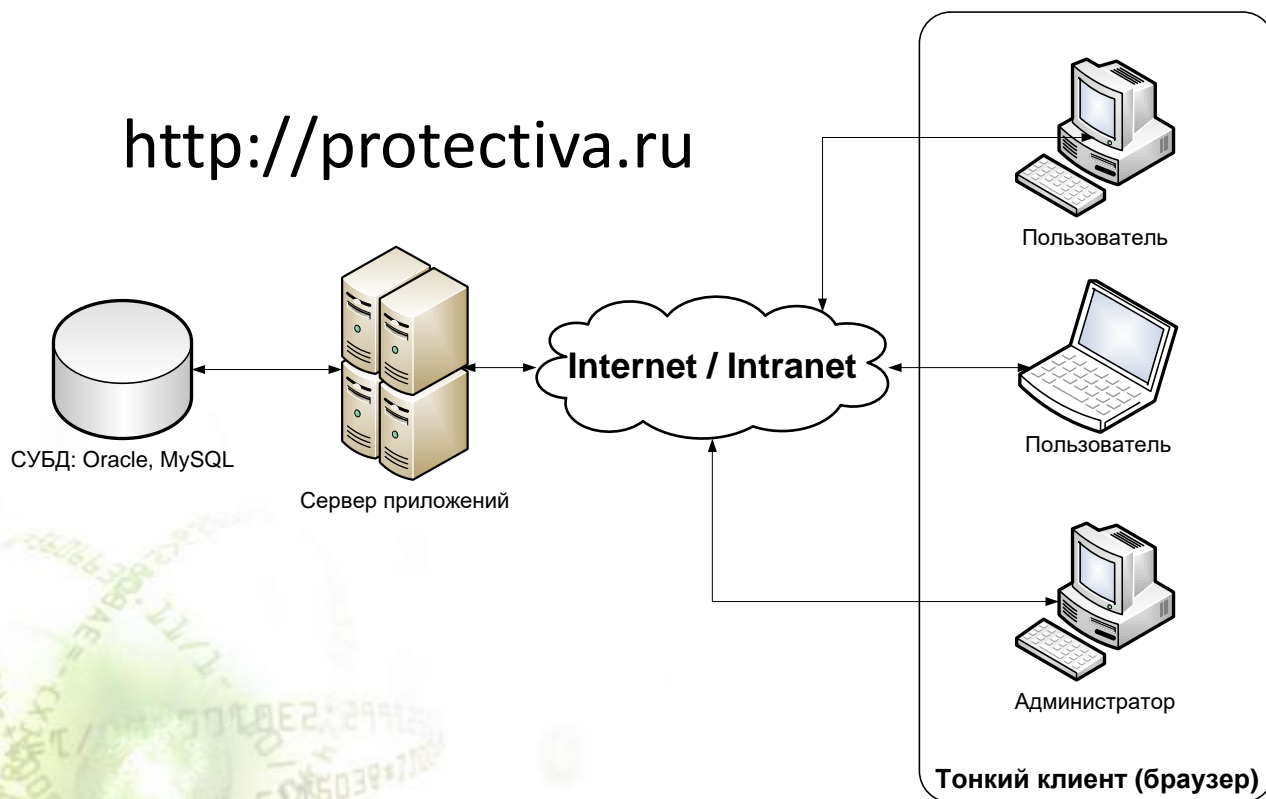 http://protectiva.ru
Пользователь
Internet / Intranet
Пользователь
СУБД: Oracle, MySQL
Сервер приложений
Администратор
Тонкий клиент (браузер)